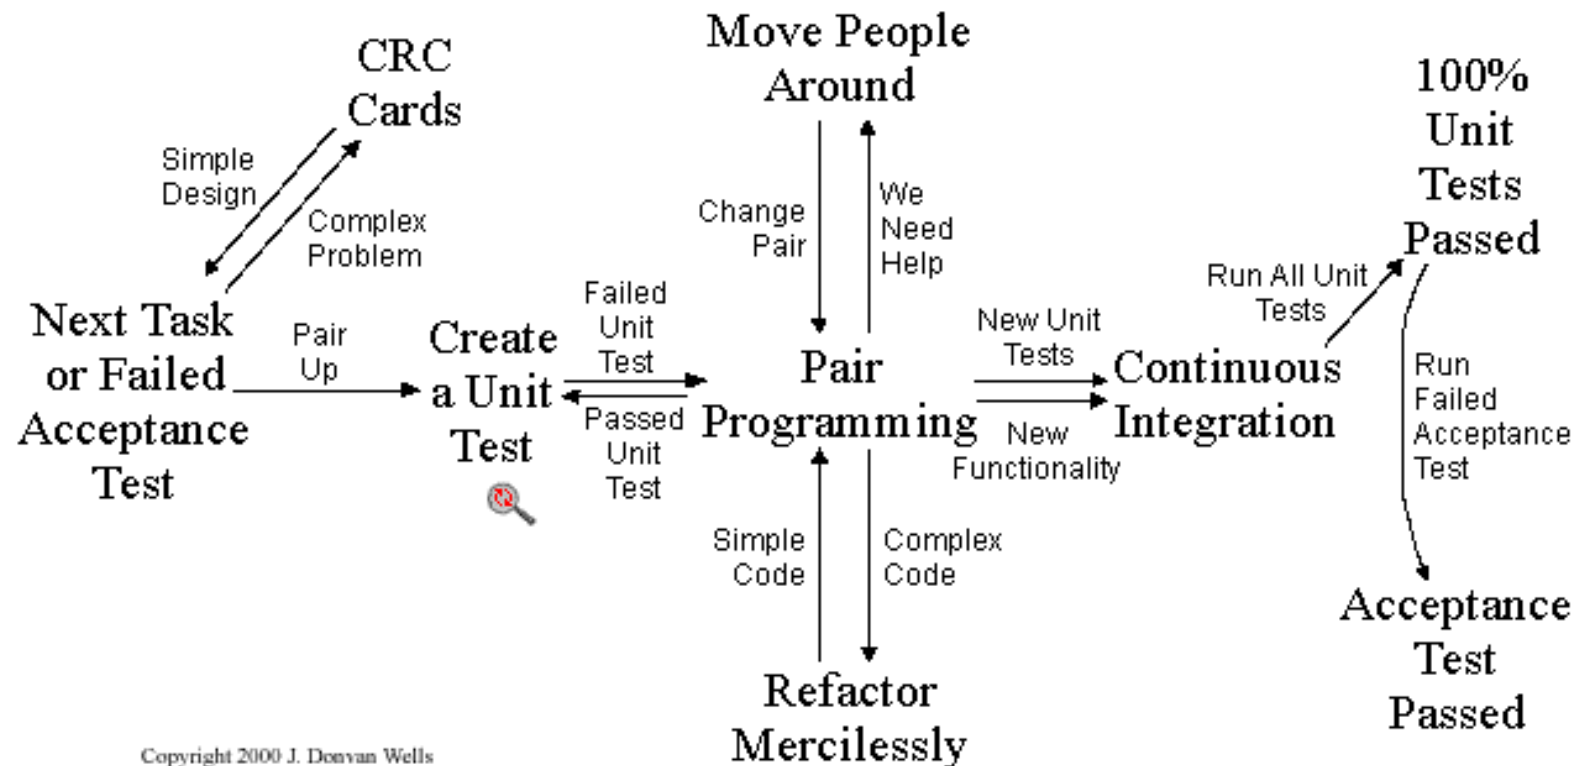 CRC
Cards
Simple
Design
Complex
Problem
Next Task
or Failed
Acceptance
Test
Pair
Up
Create
a Unit
Test
Failed
Unit
Test
Passed
Unit
Test
Move People
Around
Change
Pair
We
Need
Help
Pair
Programming
Simple
Code
Complex
Code
Refactor
Mercilessly
New Unit
Tests
New
Functionality
Continuous
Integration
Run All Unit
Tests
100%
Unit
Tests
Passed
Run
Failed
Acceptance
Test
Acceptance
Test
Passed
Copyright 2000 J. Donvan Wells